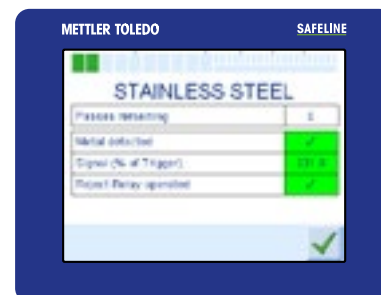 METTLER TOLEDO SAFELINE
STAINLESS STEEL
Passes remaining
Metal detected
Signal (% of Trigger)
Reject Relay operated